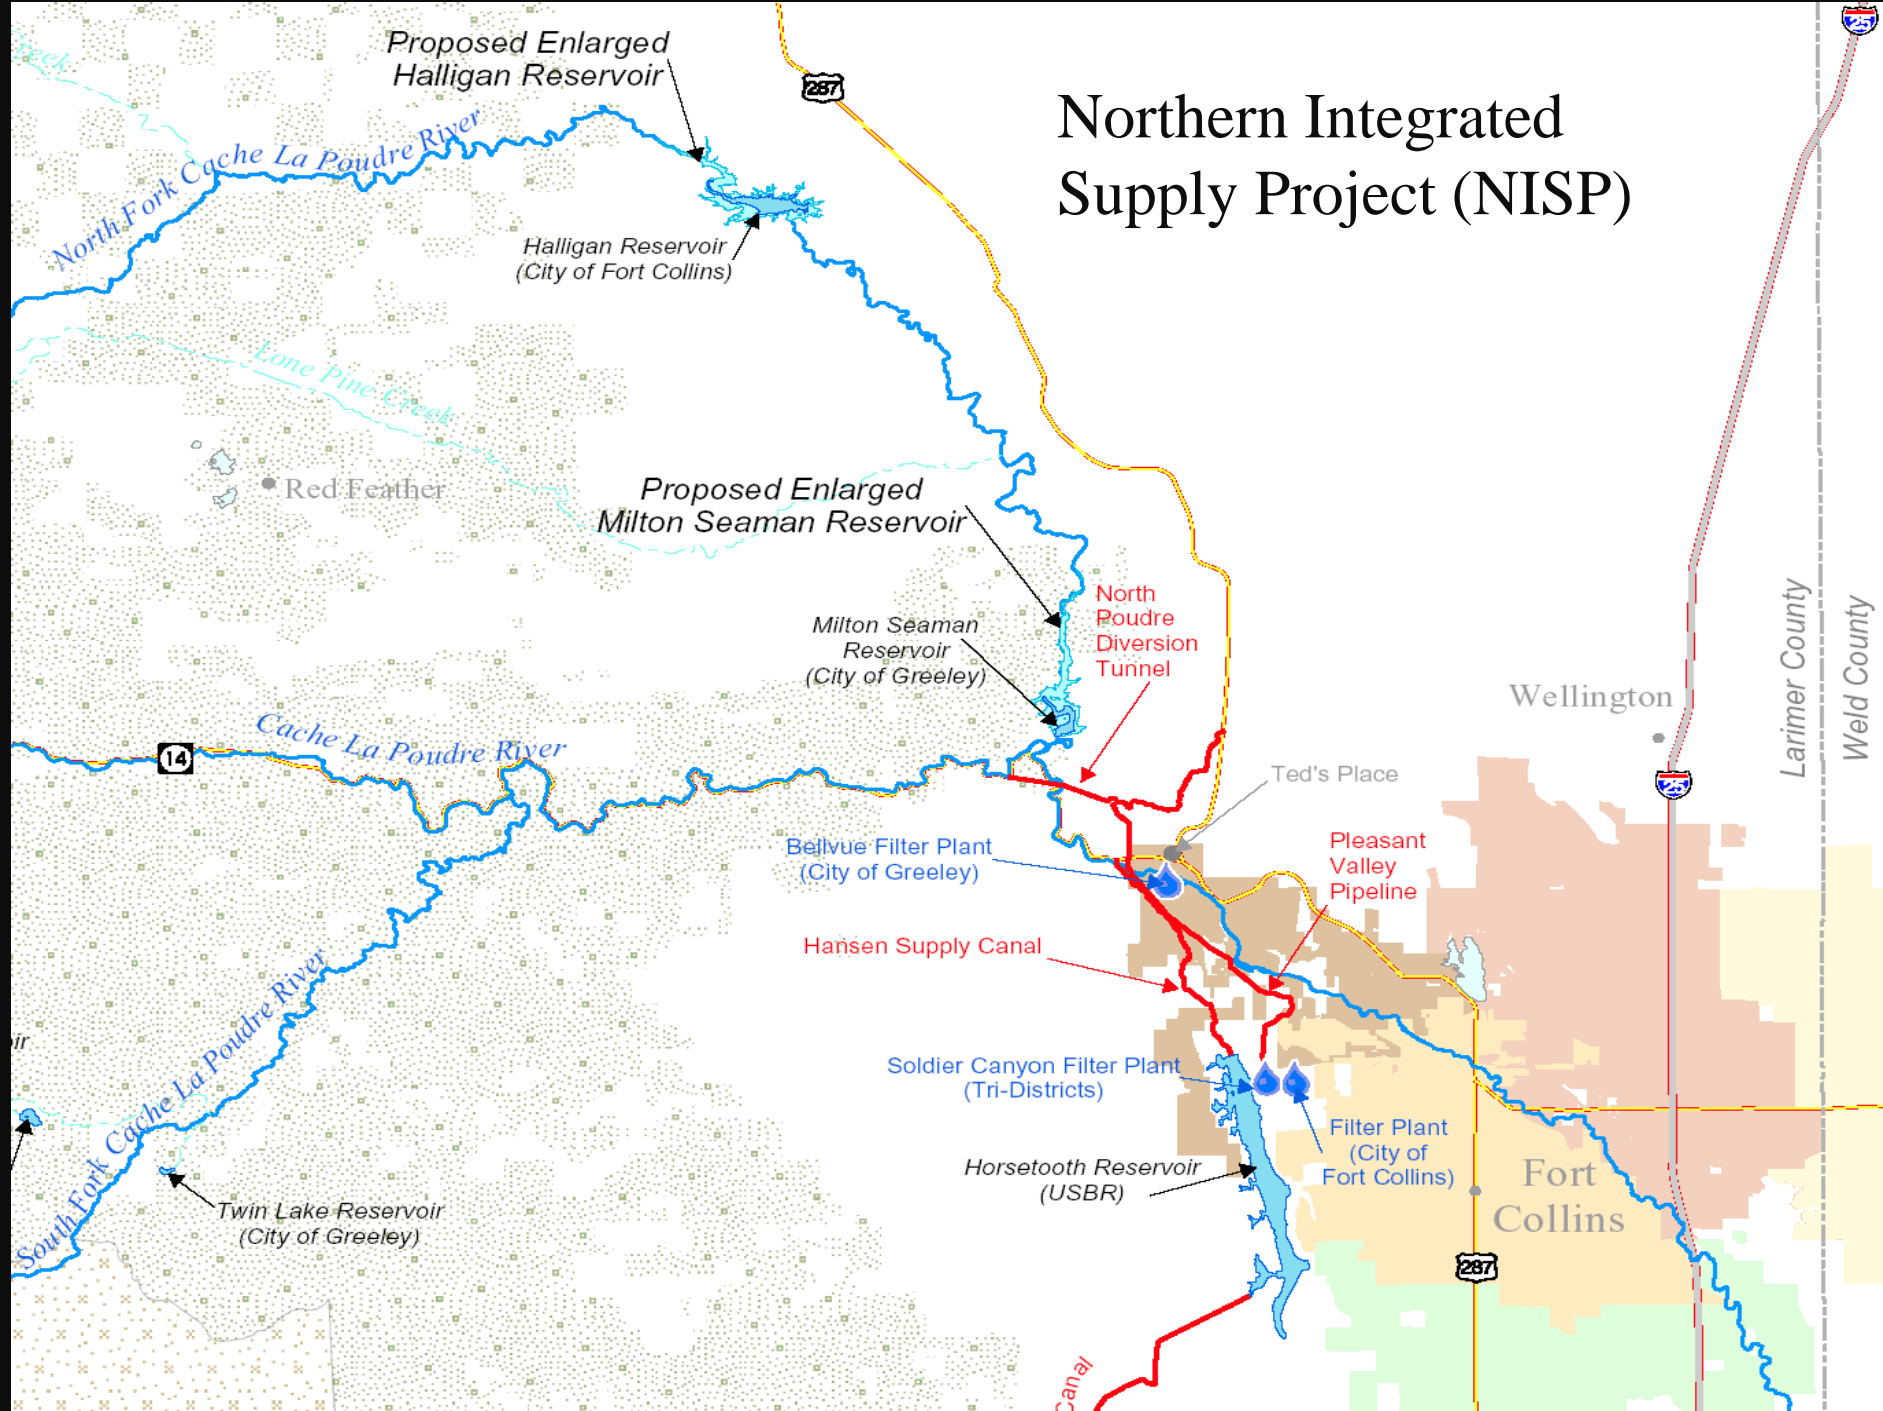 Creek
Proposed Enlarged
Halligan Reservoir
287
Northern Integrated
Supply Project (NISP)
North Fork Cache La Poudre River
Halligan Reservoir
(City of Fort Collins)
Lone Pine Creek
Red Feather
Proposed Enlarged
Milton Seaman Reservoir
North
Poudre
Diversion
Tunnel
Milton Seaman
Reservoir
(City of Greeley)
Larimer County
Weld County
Wellington
Cache La Poudre River
14
Ted's Place
Bellvue Filter Plant
(City of Greeley)
Pleasant
Valley
Pipeline
Hansen Supply Canal
South Fork Cache La Poudre River
ir
Soldier Canyon Filter Plant
(Tri-Districts)
Filter Plant
(City of
Fort Collins)
Horsetooth Reservoir
(USBR)
Fort
Collins
Twin Lake Reservoir
(City of Greeley)
287
Canal